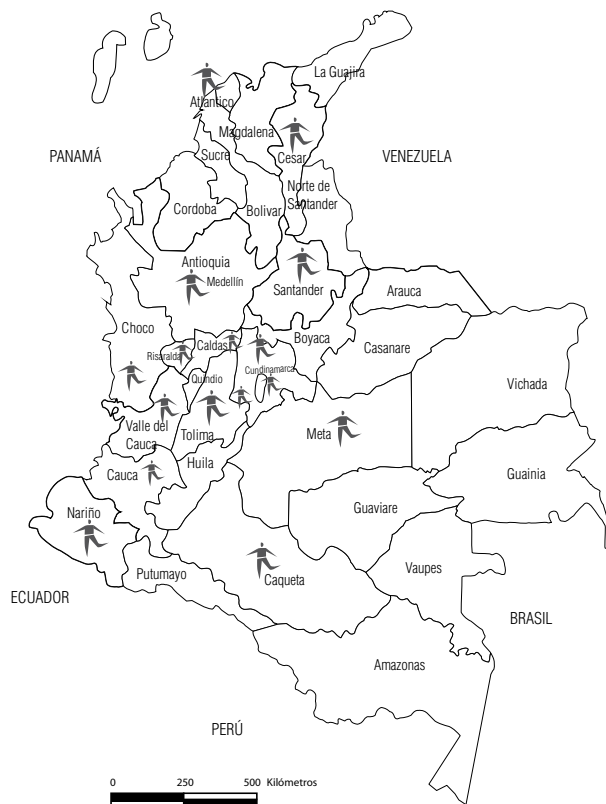 La Guajira
Atlántico
Magdalena
PANAMÁ
Sucre
Cesar
VENEZUELA
Norte de
Santander
Cordoba
Bolivar
Antioquia
Medellín
Santander
Arauca
Choco
Caldas
Boyaca
Risaralda
Casanare
Cundinamarca
Quindio
Vichada
Valle del
Cauca
Tolima
Meta
Huila
Cauca
Guainia
Nariño
Guaviare
Putumayo
Caqueta
Vaupes
ECUADOR
BRASIL
Amazonas
PERÚ
0 250 500 Kilómetros